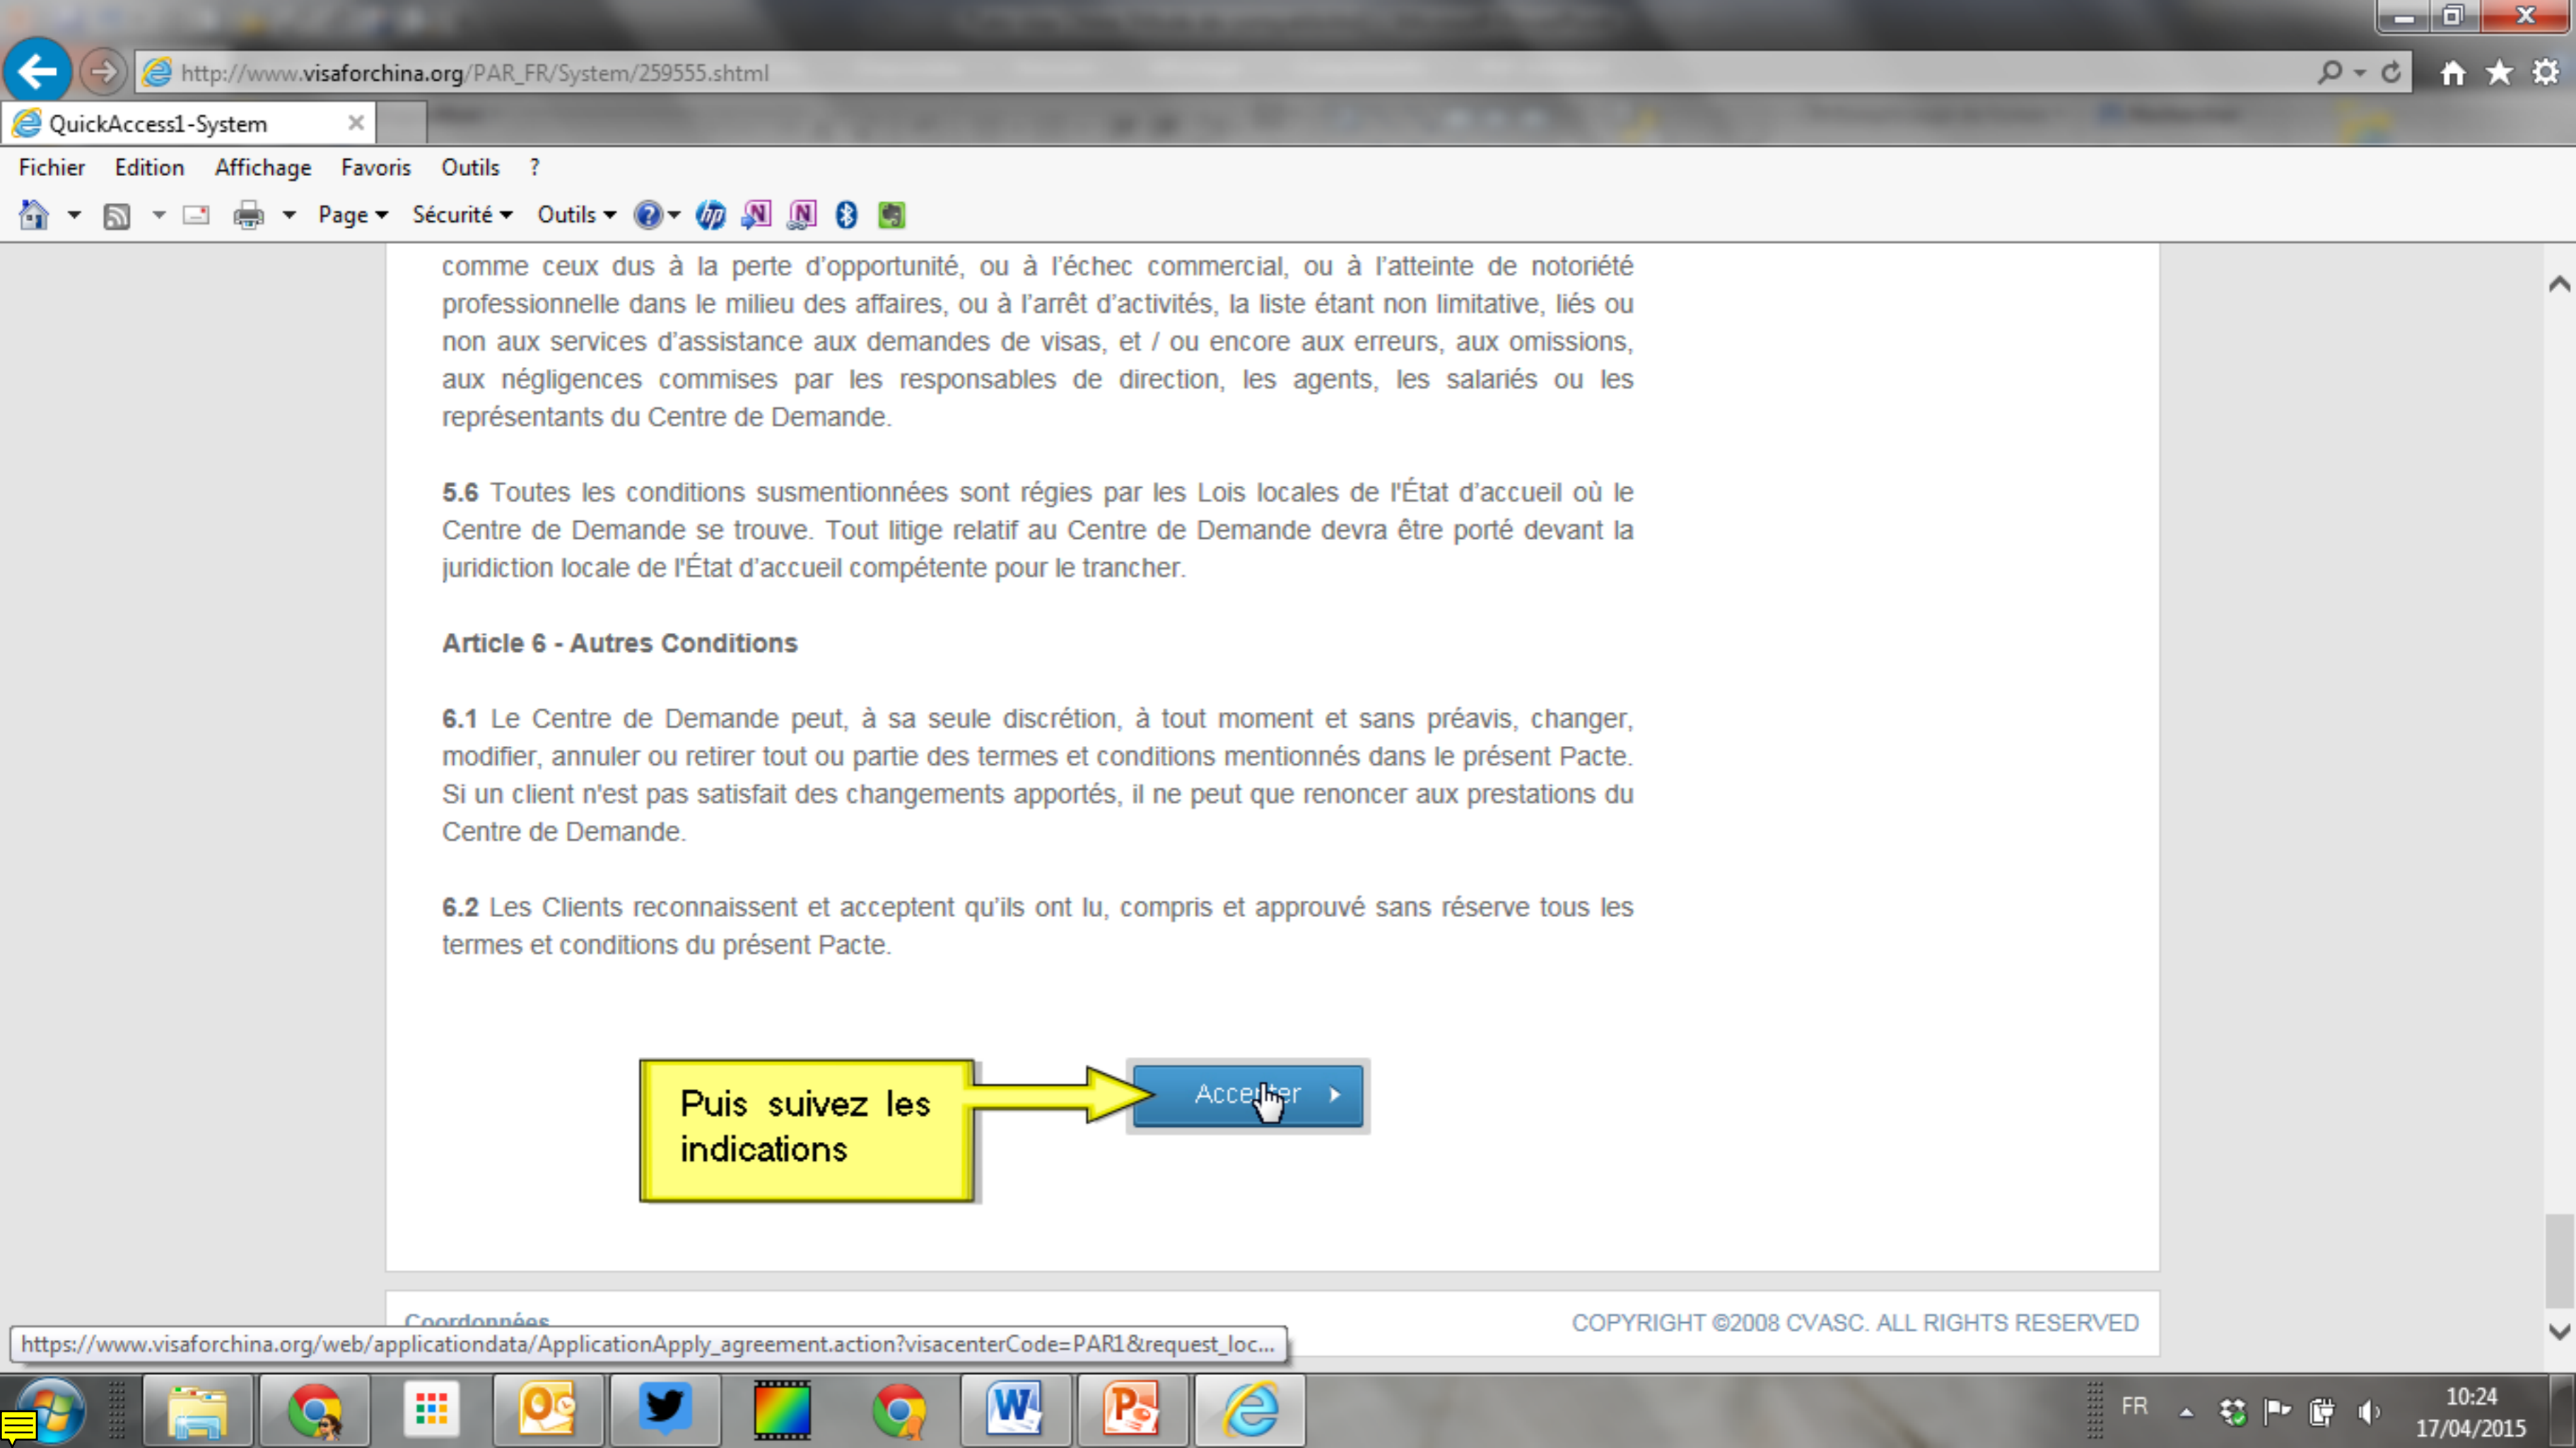 http://www.visaforchina.org/PAR_FR/System/259555.shtml
QuickAccess1-System
Fichier Edition Affichage Favoris Outils ?
Page Sécurité Outils
comme ceux dus à la perte d’opportunité, ou à l’échec commercial, ou à l’atteinte de notoriété
professionnelle dans le milieu des affaires, ou à l’arrêt d’activités, la liste étant non limitative, liés ou
non aux services d’assistance aux demandes de visas, et / ou encore aux erreurs, aux omissions,
aux négligences commises par les responsables de direction, les agents, les salariés ou les
représentants du Centre de Demande.
5.6 Toutes les conditions susmentionnées sont régies par les Lois locales de l'État d’accueil où le
Centre de Demande se trouve. Tout litige relatif au Centre de Demande devra être porté devant la
juridiction locale de l'État d’accueil compétente pour le trancher.
Article 6 - Autres Conditions
6.1 Le Centre de Demande peut, à sa seule discrétion, à tout moment et sans préavis, changer,
modifier, annuler ou retirer tout ou partie des termes et conditions mentionnés dans le présent Pacte.
Si un client n'est pas satisfait des changements apportés, il ne peut que renoncer aux prestations du
Centre de Demande.
6.2 Les Clients reconnaissent et acceptent qu’ils ont lu, compris et approuvé sans réserve tous les
termes et conditions du présent Pacte.
Puis suivez les
indications
Accepter
Coordonnées
COPYRIGHT ©2008 CVASC. ALL RIGHTS RESERVED
https://www.visaforchina.org/web/applicationdata/ApplicationApply_agreement.action?visacenterCode=PAR1&request_loc...
FR
10:24
17/04/2015